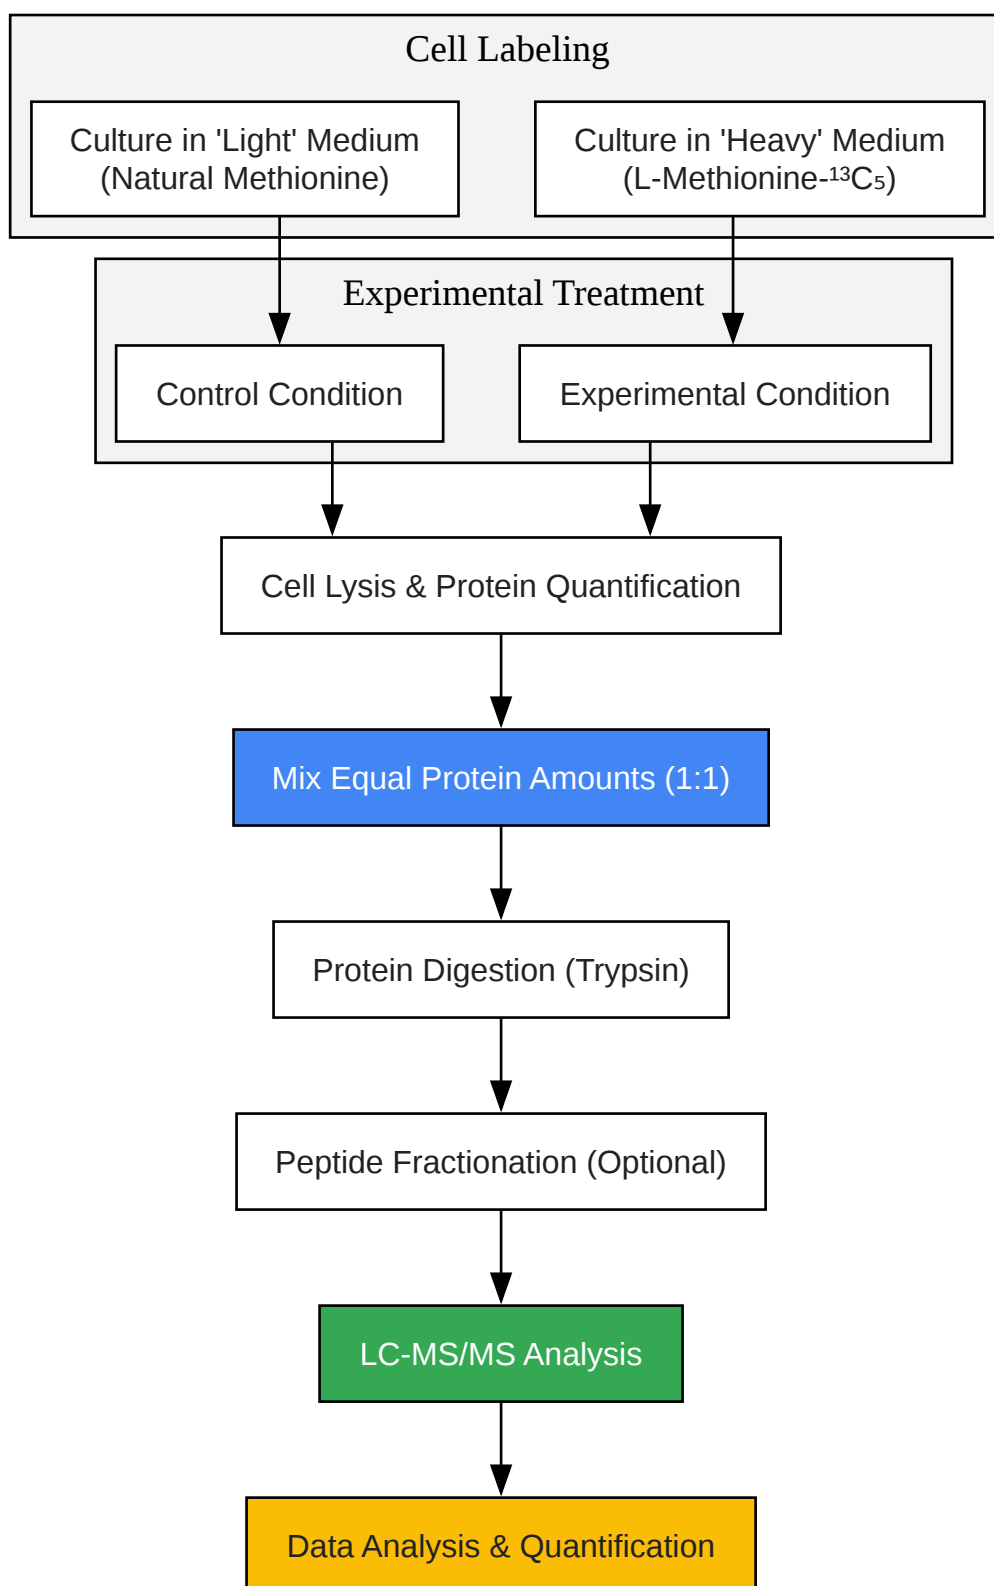 Cell Labeling
Culture in 'Light' Medium
(Natural Methionine)
Culture in 'Heavy' Medium
(L-Methionine-¹³C₅)
Experimental Treatment
Control Condition
Experimental Condition
Cell Lysis & Protein Quantification
Mix Equal Protein Amounts (1:1)
Protein Digestion (Trypsin)
Peptide Fractionation (Optional)
LC-MS/MS Analysis
Data Analysis & Quantification